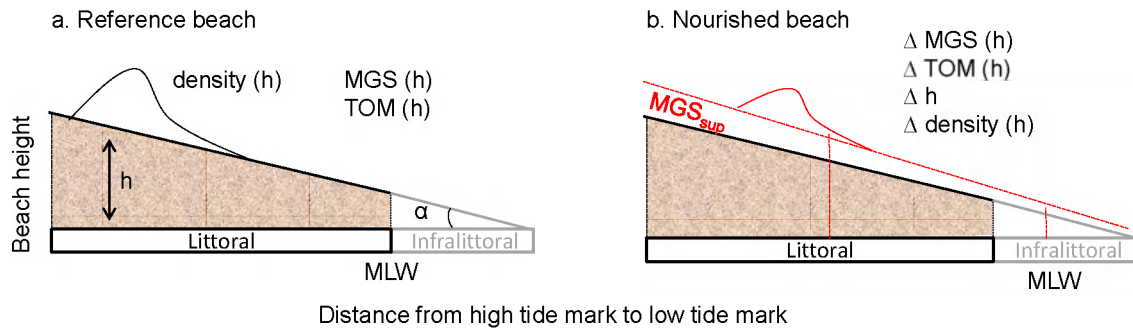 a. Reference beach
density (h)
MGS (h)
TOM (h)
Beach height
h
α
Littoral
Infralittoral
MLW
b. Nourished beach
Δ MGS (h)
Δ TOM (h)
Δ h
Δ density (h)
MGSsup
Littoral
Infralittoral
MLW
Distance from high tide mark to low tide mark